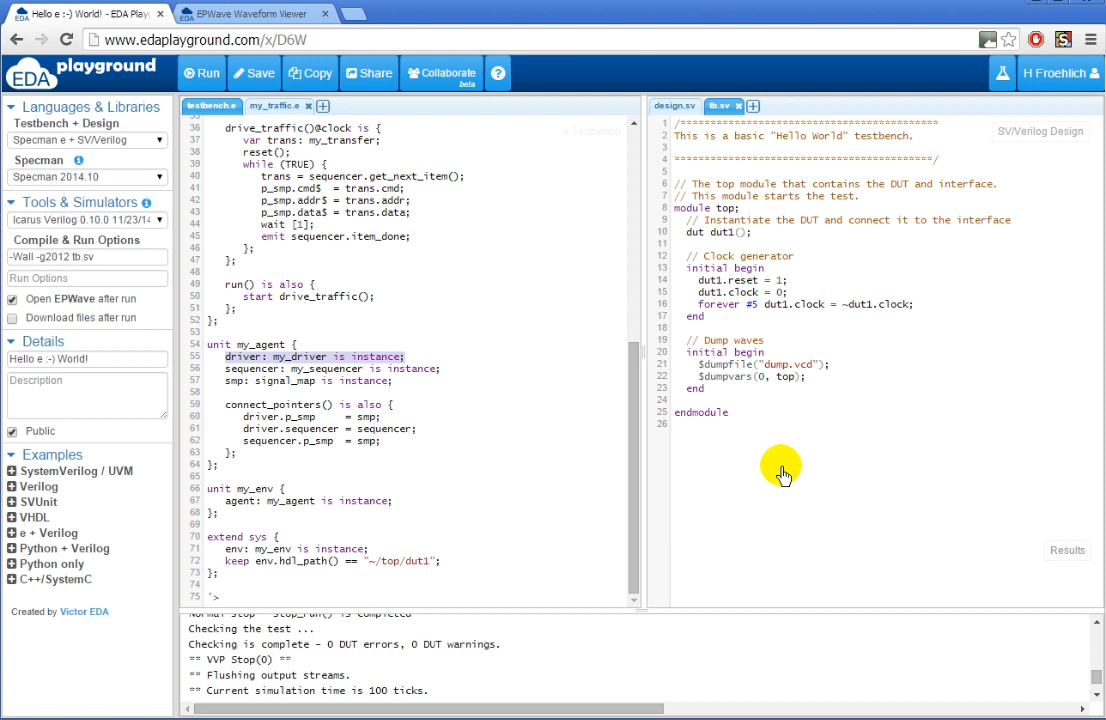 Hello e :-) World! - EDA Play
EPWave Waveform Viewer
www.edaplayground.com/x/D6W
EDA playground
Run
Save
Copy
Share
Collaborate
beta
?
H Froehlich
Languages & Libraries
Testbench + Design
Specman e + SV/Verilog
Specman
Specman 2014.10
Tools & Simulators
Icarus Verilog 0.10.0 11/23/14
Compile & Run Options
-Wall -g2012 tb.sv
Run Options
Open EPWave after run
Download files after run
Details
Hello e :-) World!
Description
Public
Examples
SystemVerilog / UVM
Verilog
SVUnit
VHDL
e + Verilog
Python + Verilog
Python only
C++/SystemC
Created by Victor EDA
testbench.e
my_traffic.e
e Testbench
35
36 drive_traffic()@clock is {
37 var trans: my_transfer;
38 reset();
39 while (TRUE) {
40 trans = sequencer.get_next_item();
41 p_smp.cmd$ = trans.cmd;
42 p_smp.addr$ = trans.addr;
43 p_smp.data$ = trans.data;
44 wait [1];
45 emit sequencer.item_done;
46 };
47 };
48
49 run() is also {
50 start drive_traffic();
51 };
52 };
53
54 unit my_agent {
55 driver: my_driver is instance;
56 sequencer: my_sequencer is instance;
57 smp: signal_map is instance;
58
59 connect_pointers() is also {
60 driver.p_smp = smp;
61 driver.sequencer = sequencer;
62 sequencer.p_smp = smp;
63 };
64 };
65
66 unit my_env {
67 agent: my_agent is instance;
68 };
69
70 extend sys {
71 env: my_env is instance;
72 keep env.hdl_path() == "~/top/dut1";
73 };
74
75 '>
design.sv
tb.sv
SV/Verilog Design
1 /*****************************************
2 This is a basic "Hello World" testbench.
3
4 *****************************************/
5
6 // The top module that contains the DUT and interface.
7 // This module starts the test.
8 module top;
9 // Instantiate the DUT and connect it to the interface
10 dut dut1();
11
12 // Clock generator
13 initial begin
14 dut1.reset = 1;
15 dut1.clock = 0;
16 forever #5 dut1.clock = ~dut1.clock;
17 end
18
19 // Dump waves
20 initial begin
21 $dumpfile("dump.vcd");
22 $dumpvars(0, top);
23 end
24
25 endmodule
26
Results
Normal stop - stop_run() is completed
Checking the test ...
Checking is complete - 0 DUT errors, 0 DUT warnings.
** VVP Stop(0) **
** Flushing output streams.
** Current simulation time is 100 ticks.